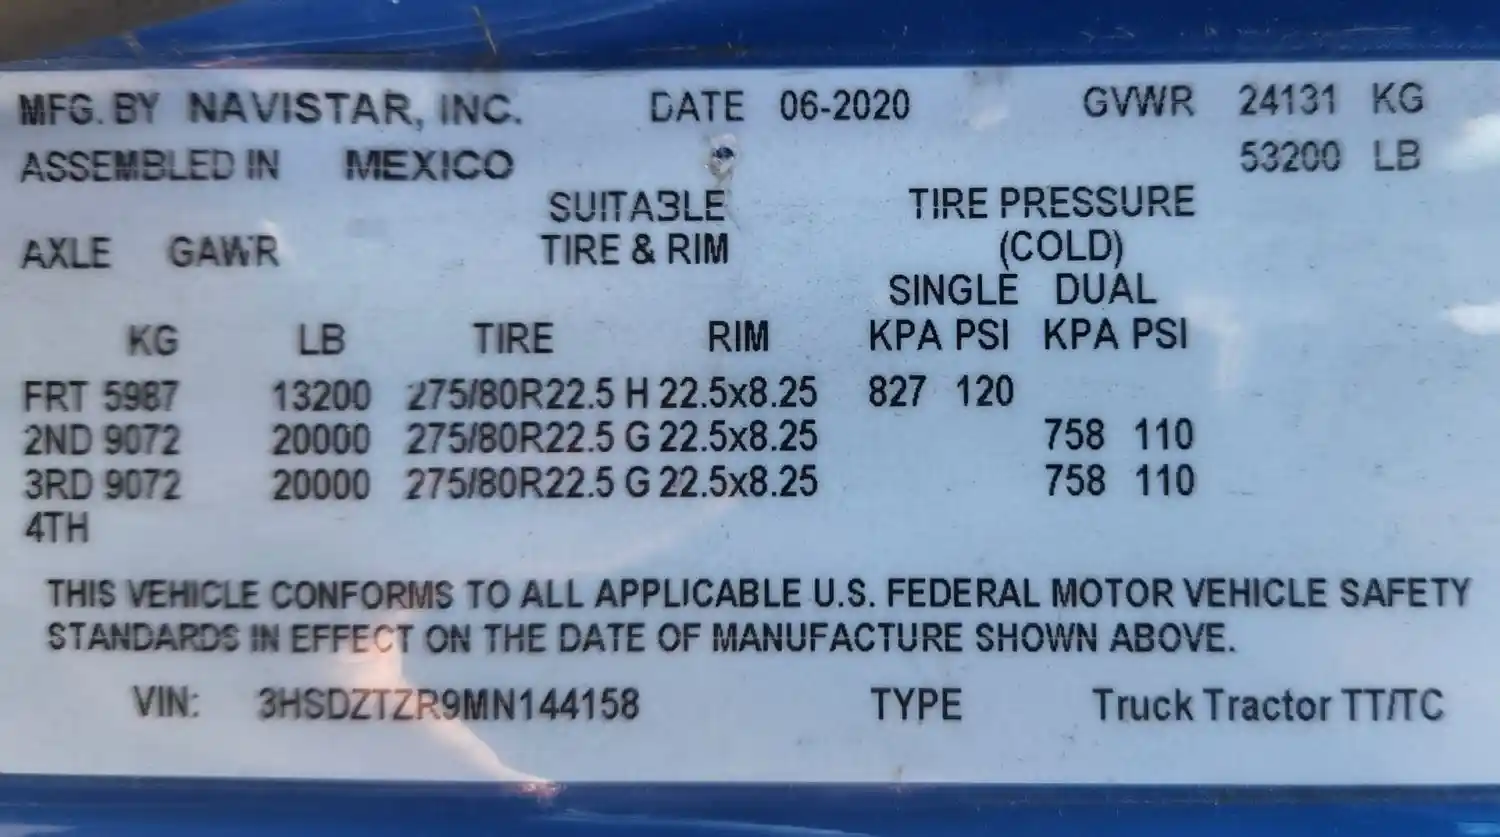 MFG. BY NAVISTAR, INC. DATE 06-2020 GVWR 24131 KG
ASSEMBLED IN MEXICO 53200 LB
SUITABLE TIRE PRESSURE
AXLE GAWR TIRE & RIM (COLD)
SINGLE DUAL
KG LB TIRE RIM KPA PSI KPA PSI
FRT 5987 13200 275/80R22.5 H 22.5x8.25 827 120
2ND 9072 20000 275/80R22.5 G 22.5x8.25 758 110
3RD 9072 20000 275/80R22.5 G 22.5x8.25 758 110
4TH
THIS VEHICLE CONFORMS TO ALL APPLICABLE U.S. FEDERAL MOTOR VEHICLE SAFETY
STANDARDS IN EFFECT ON THE DATE OF MANUFACTURE SHOWN ABOVE.
VIN: 3HSDZTZR9MN144158 TYPE Truck Tractor TT/TC